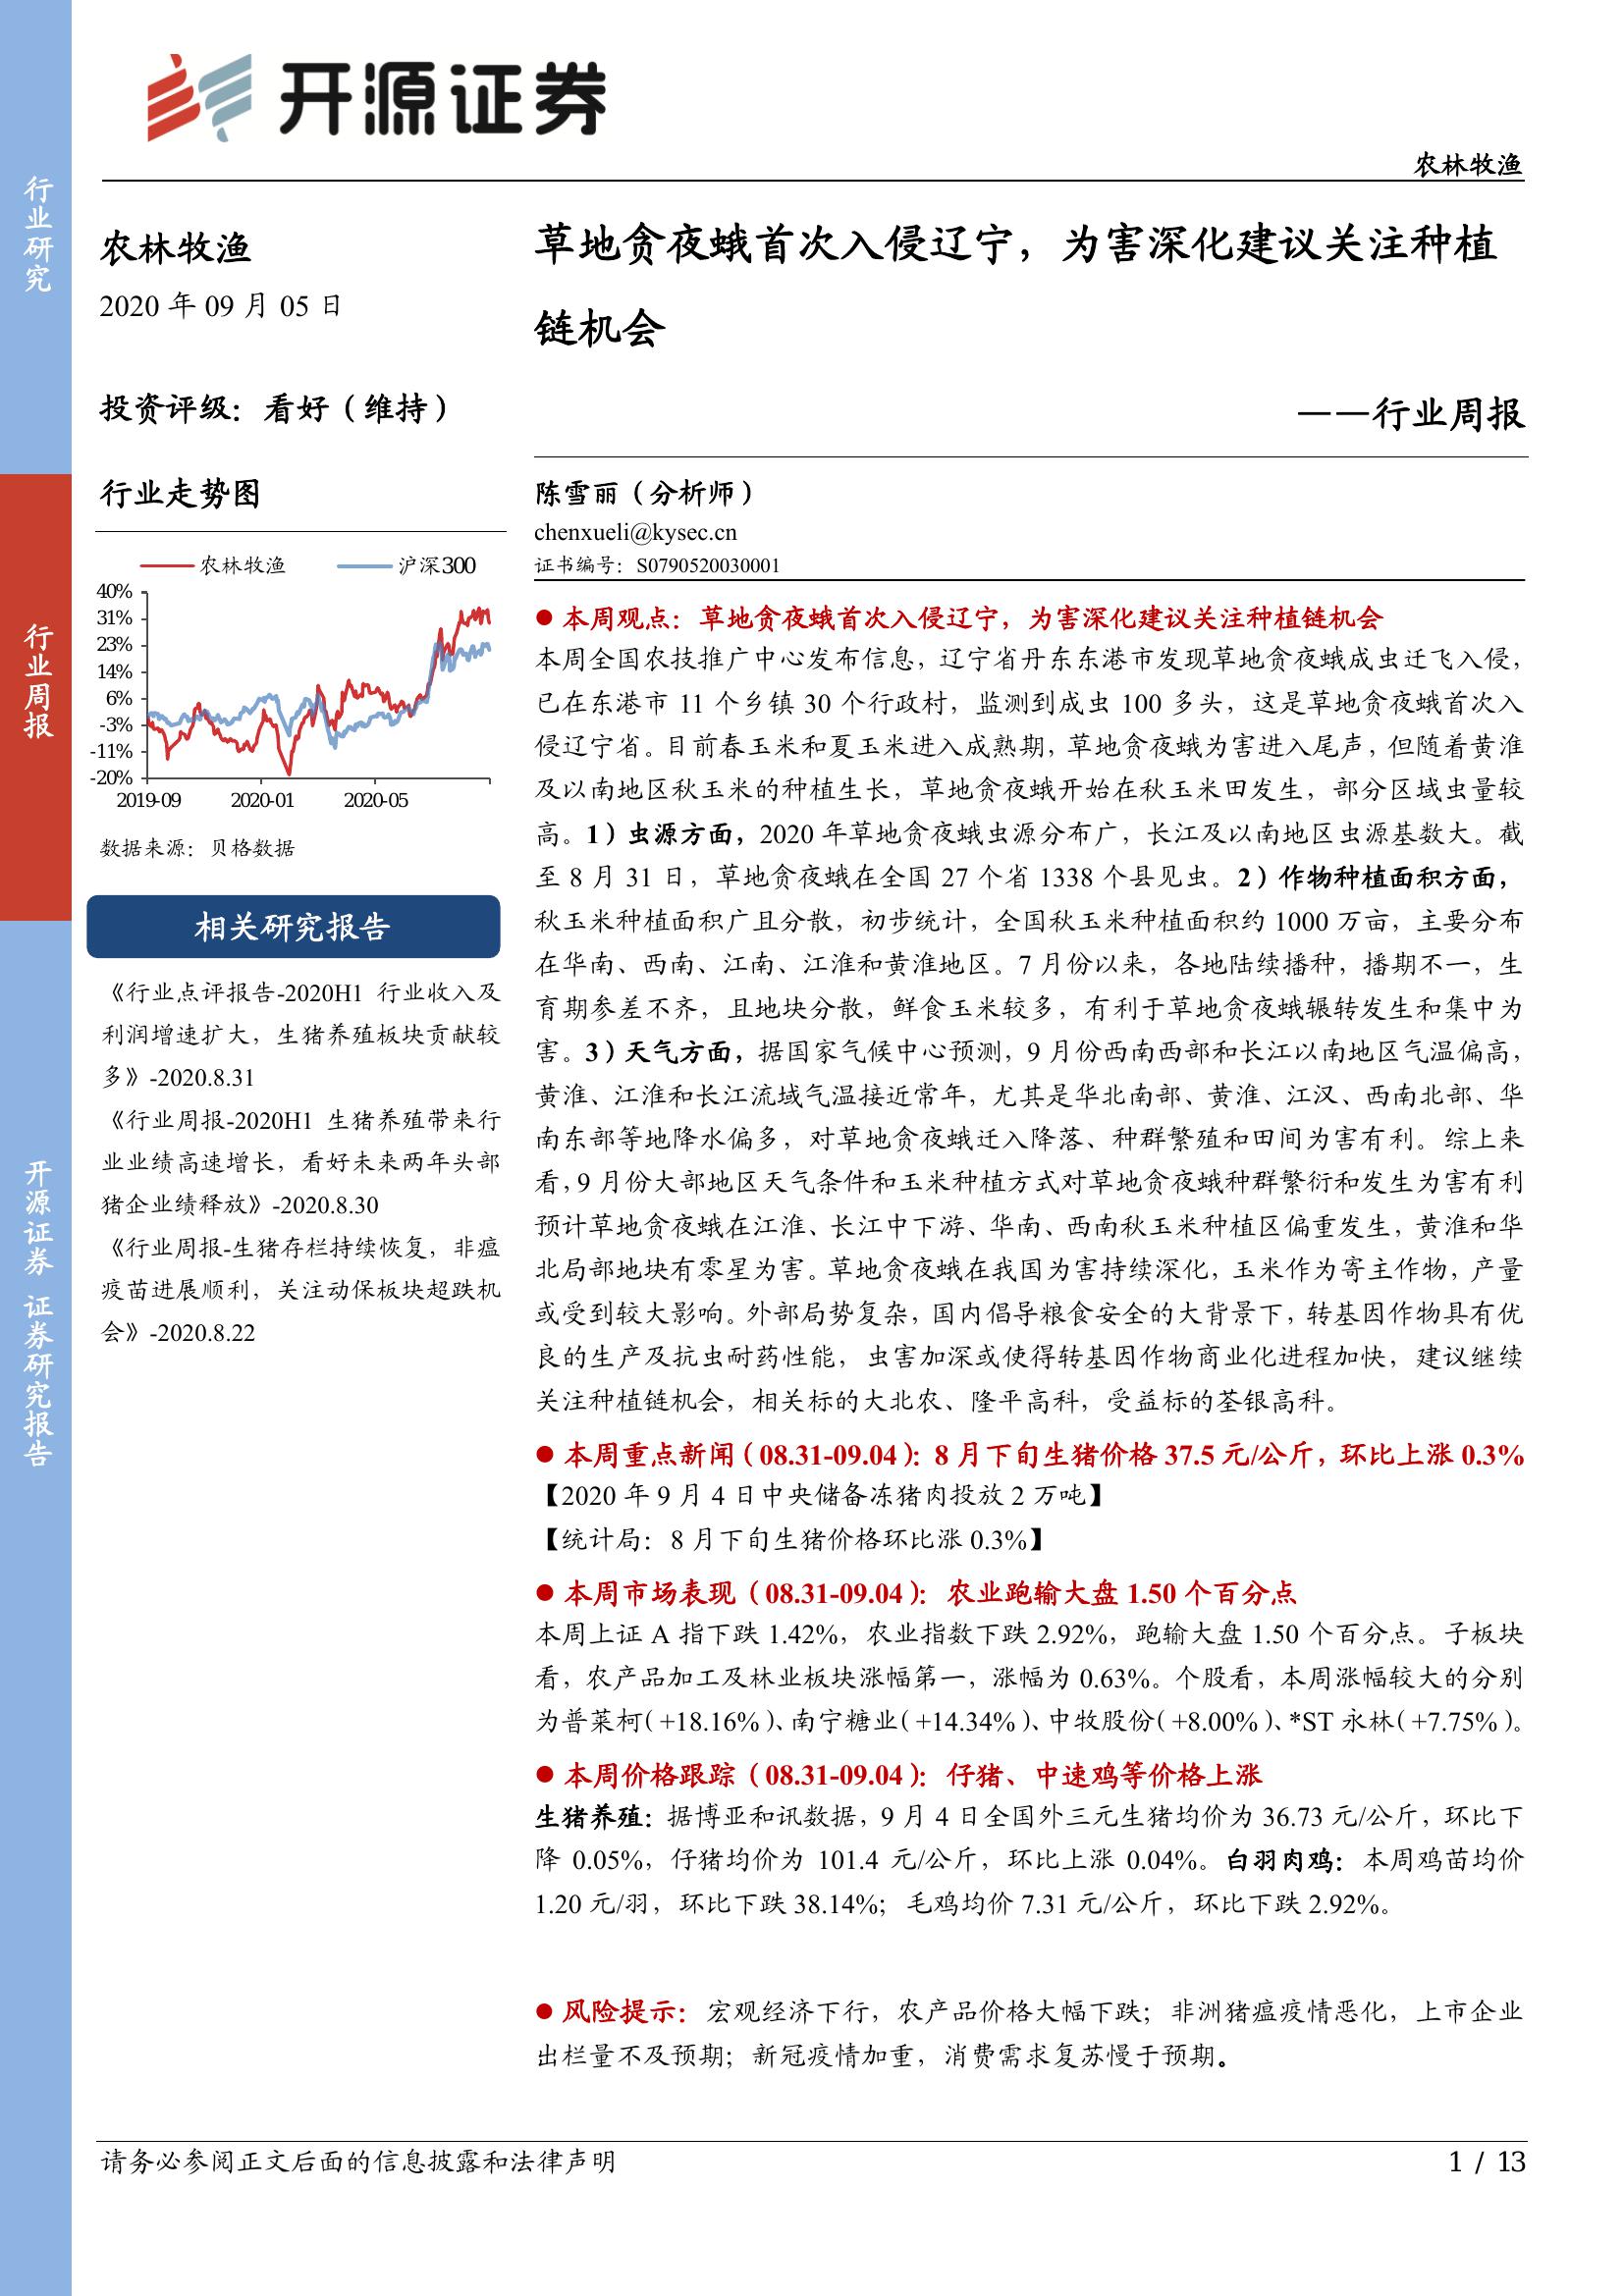 开源证券
农林牧渔
行业研究
行业周报
开源证券 证券研究报告
农林牧渔
2020 年 09 月 05 日
投资评级：看好（维持）
行业走势图
农林牧渔 沪深300
40%
31%
23%
14%
6%
-3%
-11%
-20%
2019-09 2020-01 2020-05
数据来源：贝格数据
相关研究报告
《行业点评报告-2020H1 行业收入及
利润增速扩大，生猪养殖板块贡献较
多》-2020.8.31
《行业周报-2020H1 生猪养殖带来行
业业绩高速增长，看好未来两年头部
猪企业绩释放》-2020.8.30
《行业周报-生猪存栏持续恢复，非瘟
疫苗进展顺利，关注动保板块超跌机
会》-2020.8.22
草地贪夜蛾首次入侵辽宁，为害深化建议关注种植
链机会
——行业周报
陈雪丽（分析师）
chenxueli@kysec.cn
证书编号：S0790520030001
● 本周观点：草地贪夜蛾首次入侵辽宁，为害深化建议关注种植链机会
本周全国农技推广中心发布信息，辽宁省丹东东港市发现草地贪夜蛾成虫迁飞入侵，
已在东港市 11 个乡镇 30 个行政村，监测到成虫 100 多头，这是草地贪夜蛾首次入
侵辽宁省。目前春玉米和夏玉米进入成熟期，草地贪夜蛾为害进入尾声，但随着黄淮
及以南地区秋玉米的种植生长，草地贪夜蛾开始在秋玉米田发生，部分区域虫量较
高。1）虫源方面，2020 年草地贪夜蛾虫源分布广，长江及以南地区虫源基数大。截
至 8 月 31 日，草地贪夜蛾在全国 27 个省 1338 个县见虫。2）作物种植面积方面，
秋玉米种植面积广且分散，初步统计，全国秋玉米种植面积约 1000 万亩，主要分布
在华南、西南、江南、江淮和黄淮地区。7 月份以来，各地陆续播种，播期不一，生
育期参差不齐，且地块分散，鲜食玉米较多，有利于草地贪夜蛾辗转发生和集中为
害。3）天气方面，据国家气候中心预测，9 月份西南西部和长江以南地区气温偏高，
黄淮、江淮和长江流域气温接近常年，尤其是华北南部、黄淮、江汉、西南北部、华
南东部等地降水偏多，对草地贪夜蛾迁入降落、种群繁殖和田间为害有利。综上来
看，9 月份大部地区天气条件和玉米种植方式对草地贪夜蛾种群繁衍和发生为害有利
预计草地贪夜蛾在江淮、长江中下游、华南、西南秋玉米种植区偏重发生，黄淮和华
北局部地块有零星为害。草地贪夜蛾在我国为害持续深化，玉米作为寄主作物，产量
或受到较大影响。外部局势复杂，国内倡导粮食安全的大背景下，转基因作物具有优
良的生产及抗虫耐药性能，虫害加深或使得转基因作物商业化进程加快，建议继续
关注种植链机会，相关标的大北农、隆平高科，受益标的荃银高科。
● 本周重点新闻（08.31-09.04）：8 月下旬生猪价格 37.5 元/公斤，环比上涨 0.3%
【2020 年 9 月 4 日中央储备冻猪肉投放 2 万吨】
【统计局：8 月下旬生猪价格环比涨 0.3%】
● 本周市场表现（08.31-09.04）：农业跑输大盘 1.50 个百分点
本周上证 A 指下跌 1.42%，农业指数下跌 2.92%，跑输大盘 1.50 个百分点。子板块
看，农产品加工及林业板块涨幅第一，涨幅为 0.63%。个股看，本周涨幅较大的分别
为普莱柯（+18.16%）、南宁糖业（+14.34%）、中牧股份（+8.00%）、*ST 永林（+7.75%）。
● 本周价格跟踪（08.31-09.04）：仔猪、中速鸡等价格上涨
生猪养殖：据博亚和讯数据，9 月 4 日全国外三元生猪均价为 36.73 元/公斤，环比下
降 0.05%，仔猪均价为 101.4 元/公斤，环比上涨 0.04%。白羽肉鸡：本周鸡苗均价
1.20 元/羽，环比下跌 38.14%；毛鸡均价 7.31 元/公斤，环比下跌 2.92%。
● 风险提示：宏观经济下行，农产品价格大幅下跌；非洲猪瘟疫情恶化，上市企业
出栏量不及预期；新冠疫情加重，消费需求复苏慢于预期。
请务必参阅正文后面的信息披露和法律声明
1 / 13